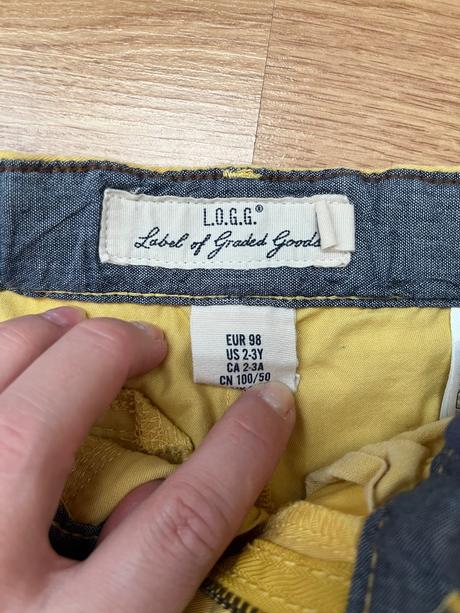 L.O.G.G.®
Label of Graded Goods
EUR 98
US 2-3Y
CA 2-3A
CN 100/50